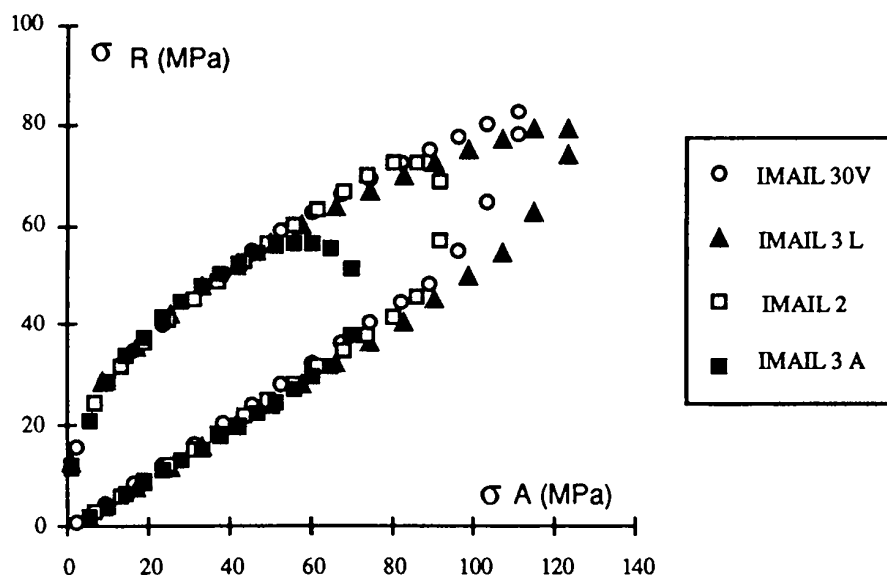 100
σ R (MPa)
80
60
40
20
0
σ A (MPa)
0 20 40 60 80 100 120 140
IMAIL 30V
IMAIL 3 L
IMAIL 2
IMAIL 3 A